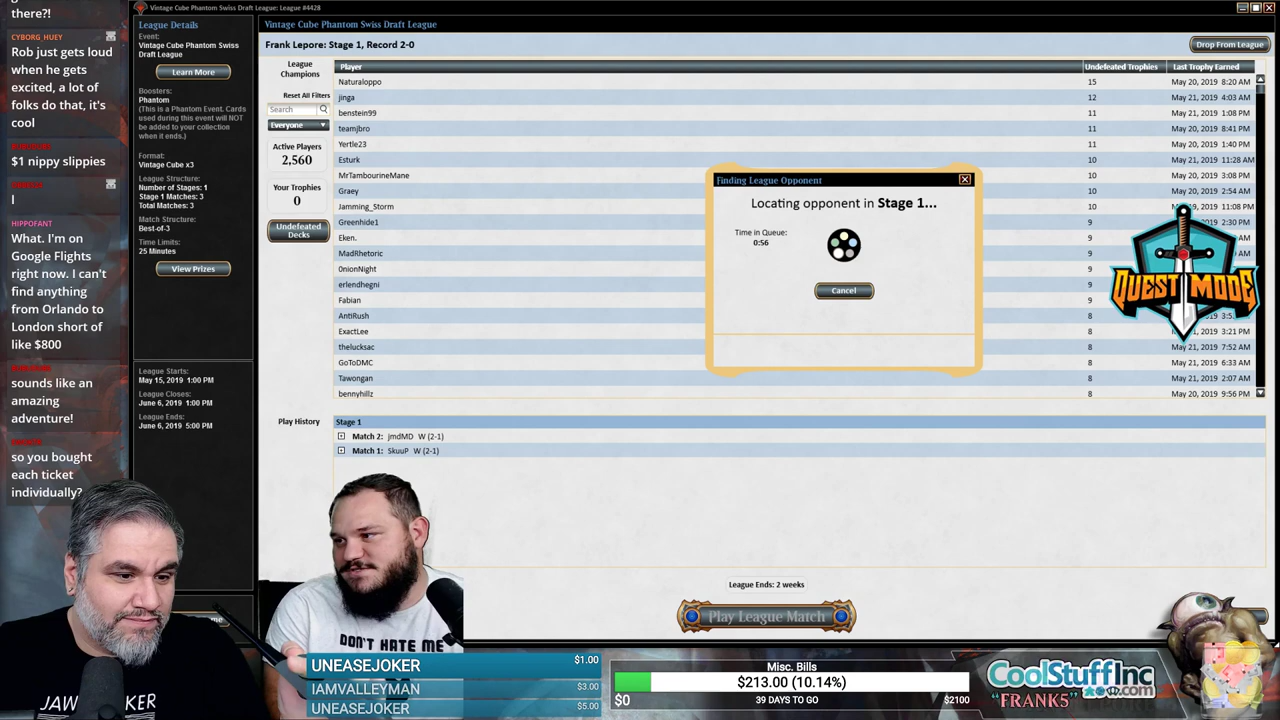 there?!
CYBORG HUEY
Rob just gets loud
when he gets
excited, a lot of
folks do that, it's
cool
$1 nippy slippies
I
HIPPOFANT
What. I'm on
Google Flights
right now. I can't
find anything
from Orlando to
London short of
like $800
sounds like an
amazing
adventure!
so you bought
each ticket
individually?
Vintage Cube Phantom Swiss Draft League: League #4428
League Details
Event:
Vintage Cube Phantom Swiss
Draft League
Learn More
Boosters:
Phantom
(This is a Phantom Event. Cards
used during this event will NOT
be added to your collection
when it ends.)
Format:
Vintage Cube x3
League Structure:
Number of Stages: 1
Stage 1 Matches: 3
Total Matches: 3
Match Structure:
Best-of-3
Time Limits:
25 Minutes
View Prizes
League Starts:
May 15, 2019 1:00 PM
League Closes:
June 6, 2019 1:00 PM
League Ends:
June 6, 2019 5:00 PM
Vintage Cube Phantom Swiss Draft League
Frank Lepore: Stage 1, Record 2-0
Drop From League
League
Champions
Reset All Filters
Search
Everyone
Active Players
2,560
Your Trophies
0
Undefeated
Decks
Player Undefeated Trophies Last Trophy Earned
Naturaloppo 15 May 20, 2019 8:20 AM
jinga 12 May 21, 2019 4:03 AM
benstein99 11 May 21, 2019 1:08 PM
teamjbro 11 May 20, 2019 8:41 PM
Yertle23 11 May 20, 2019 1:40 PM
Esturk 10 May 21, 2019 11:28 AM
MrTambourineMane 10 May 20, 2019 3:08 PM
Graey 10 May 21, 2019 2:54 AM
Jamming_Storm 10 2019 11:08 PM
Greenhide1 9 2:30 PM
Eken. 9 AM
MadRhetoric 9 AM
0nionNight 9 AM
erlendhegni 9 AM
Fabian 9 AM
AntiRush 8 May 21, 2019 PM
ExactLee 8 May 21, 2019 3:21 PM
thelucksac 8 May 21, 2019 7:52 AM
GoToDMC 8 May 21, 2019 6:33 AM
Tawongan 8 May 21, 2019 2:07 AM
bennyhillz 8 May 20, 2019 9:56 PM
Finding League Opponent
Locating opponent in Stage 1...
Time in Queue:
0:56
Cancel
QUEST MODE
Play History
Stage 1
Match 2: jmdMD W (2-1)
Match 1: SkuuP W (2-1)
League Ends: 2 weeks
Play League Match
DON'T HATE ME
UNEASEJOKER $1.00
IAMVALLEYMAN $3.00
UNEASEJOKER $5.00
Misc. Bills
$213.00 (10.14%)
$0 39 DAYS TO GO $2100
CoolStuffInc
.com
"FRANK5"